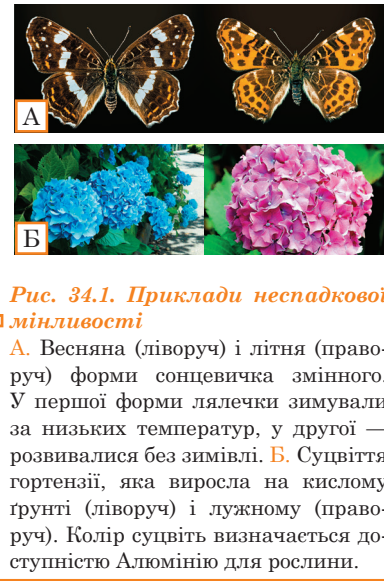 А
Б
Рис. 34.1. Приклади неспадкової
мінливості
А. Весняна (ліворуч) і літня (право-
руч) форми сонцевичка змінного.
У першої форми лялечки зимували
за низьких температур, у другої —
розвивалися без зимівлі. Б. Суцвіття
гортензії, яка виросла на кислому
ґрунті (ліворуч) і лужному (право-
руч). Колір суцвіть визначається до-
ступністю Алюмінію для рослини.